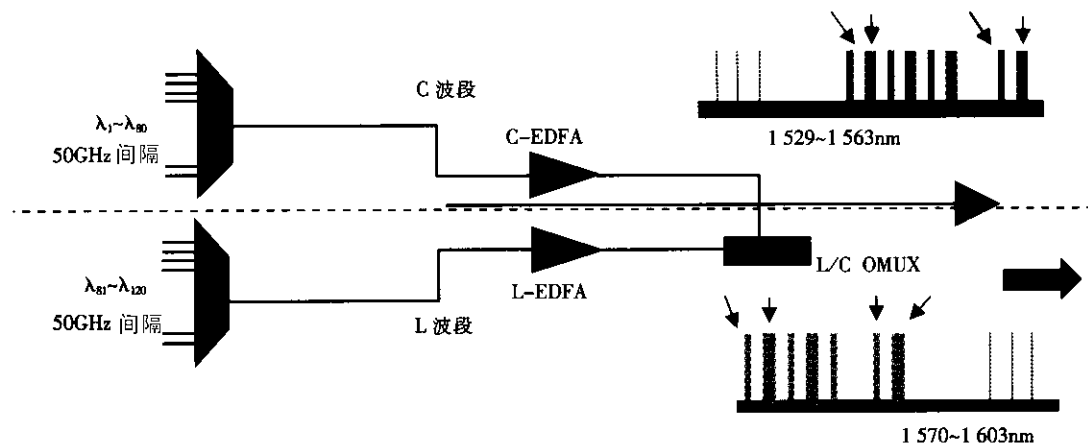 C 波段
λ₁~λ₈₀
50GHz 间隔
C-EDFA
1 529~1 563nm
L/C OMUX
λ₈₁~λ₁₂₀
50GHz 间隔
L-EDFA
L 波段
1 570~1 603nm